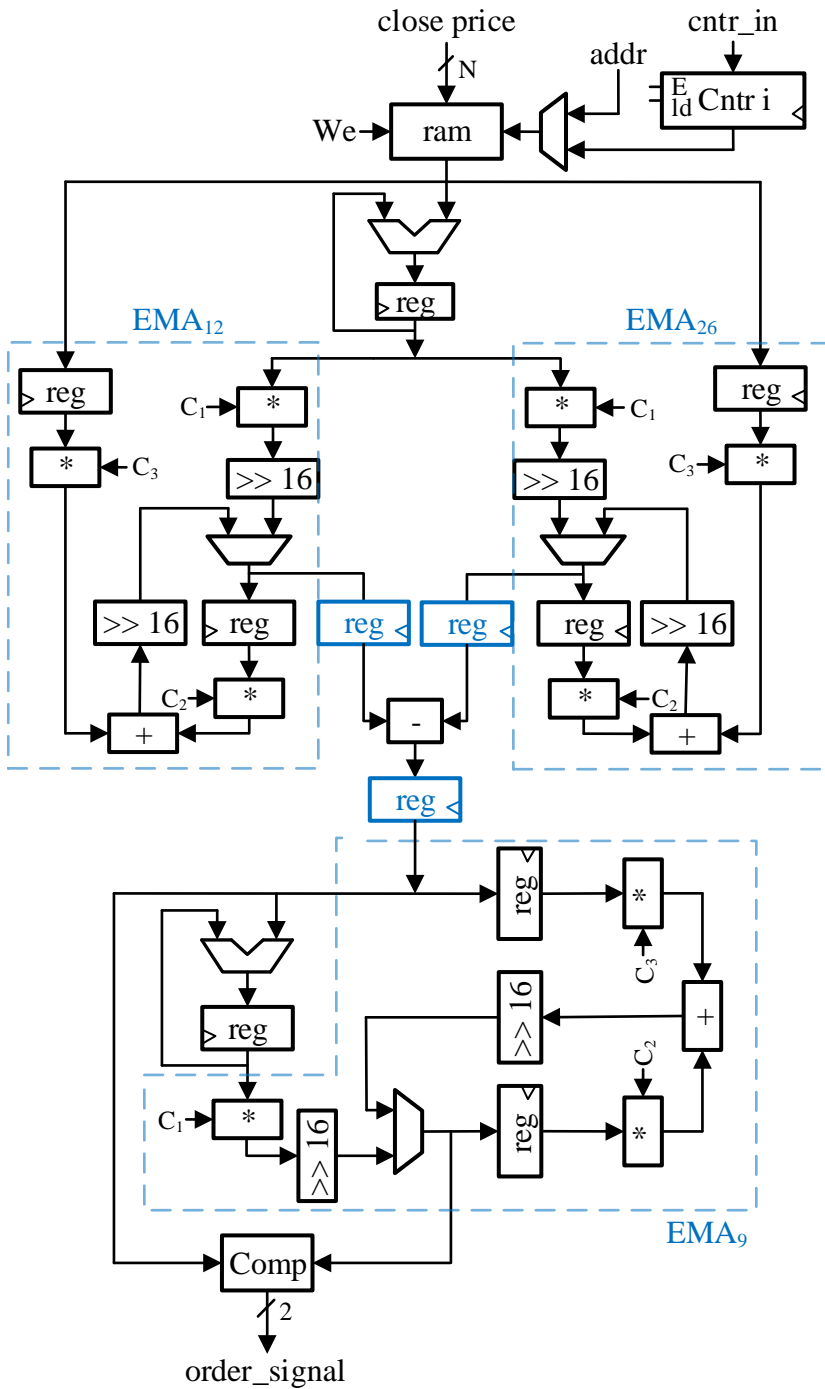 close price
cntr_in
N
addr
E
ld
Cntr i
We
ram
reg
EMA₁₂
EMA₂₆
reg
*
C₁
*
C₁
reg
*
C₃
>> 16
>> 16
C₃
*
>> 16
reg
reg
reg
reg
>> 16
C₂
*
*
C₂
+
-
+
reg
reg
*
C₃
>> 16
+
reg
C₂
C₁
*
>> 16
reg
*
EMA₉
Comp
2
order_signal